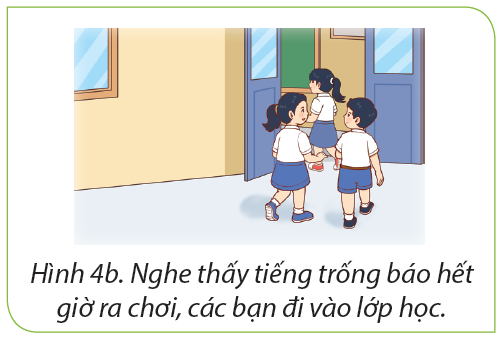 Hình 4b. Nghe thấy tiếng trống báo hết
giờ ra chơi, các bạn đi vào lớp học.